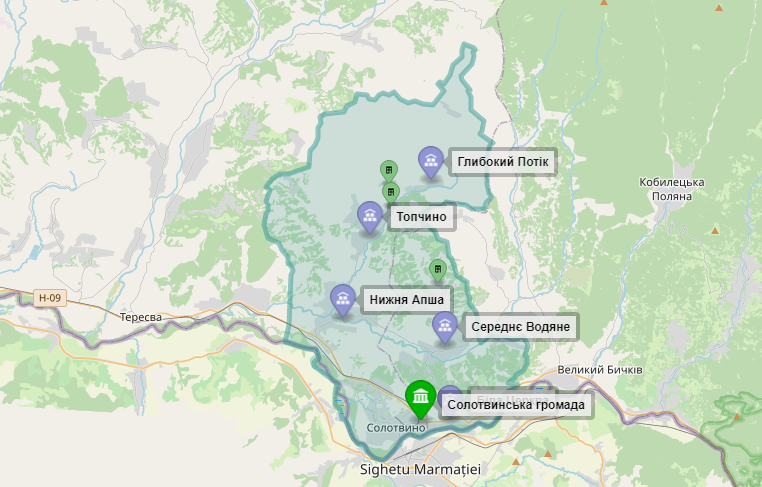 Глибокий Потік
Кобилецька
Поляна
Топчино
Н-09
Нижня Апша
Тересва
Середнє Водяне
Великий Бичків
Солотвинська громада
Солотвино
Sighetu Marmației